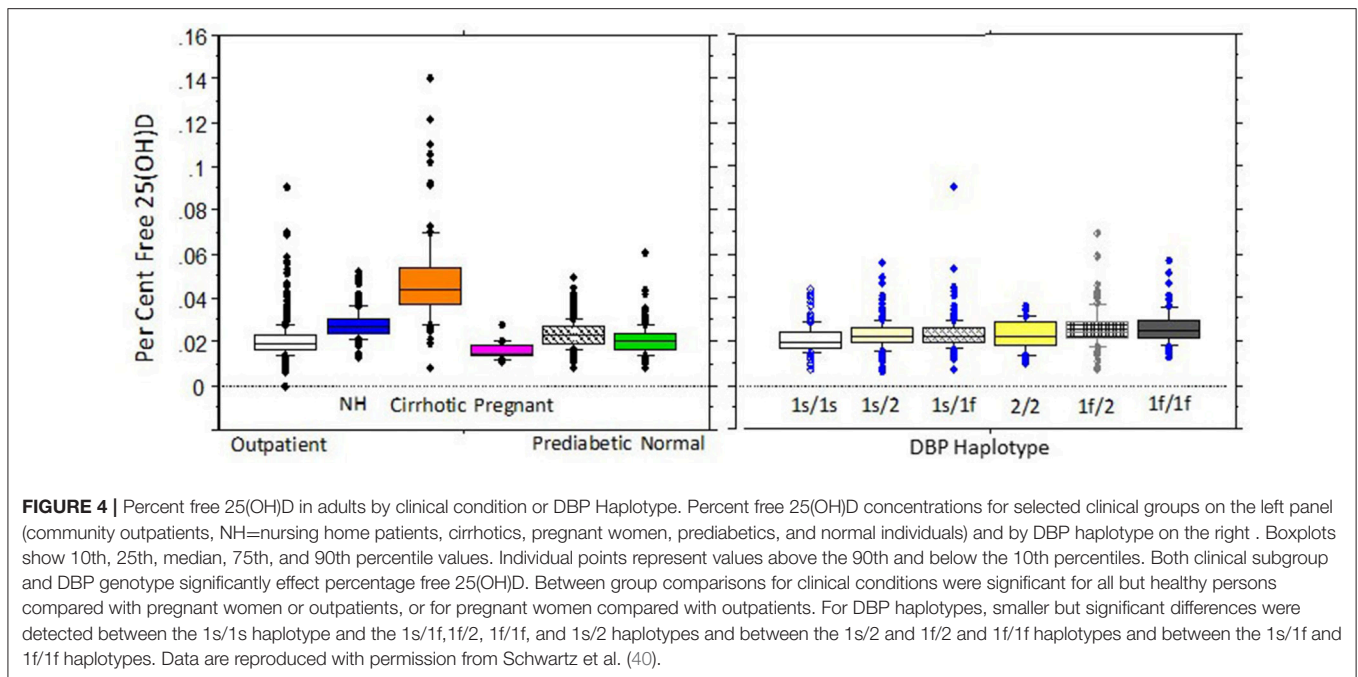 Per Cent Free 25(OH)D
.16
.14
.12
.1
.08
.06
.04
.02
0
NH Cirrhotic Pregnant
Outpatient Prediabetic Normal
1s/1s 1s/2 1s/1f 2/2 1f/2 1f/1f
DBP Haplotype
FIGURE 4 | Percent free 25(OH)D in adults by clinical condition or DBP Haplotype. Percent free 25(OH)D concentrations for selected clinical groups on the left panel
(community outpatients, NH=nursing home patients, cirrhotics, pregnant women, prediabetics, and normal individuals) and by DBP haplotype on the right . Boxplots
show 10th, 25th, median, 75th, and 90th percentile values. Individual points represent values above the 90th and below the 10th percentiles. Both clinical subgroup
and DBP genotype significantly effect percentage free 25(OH)D. Between group comparisons for clinical conditions were significant for all but healthy persons
compared with pregnant women or outpatients, or for pregnant women compared with outpatients. For DBP haplotypes, smaller but significant differences were
detected between the 1s/1s haplotype and the 1s/1f,1f/2, 1f/1f, and 1s/2 haplotypes and between the 1s/2 and 1f/2 and 1f/1f haplotypes and between the 1s/1f and
1f/1f haplotypes. Data are reproduced with permission from Schwartz et al. (40).